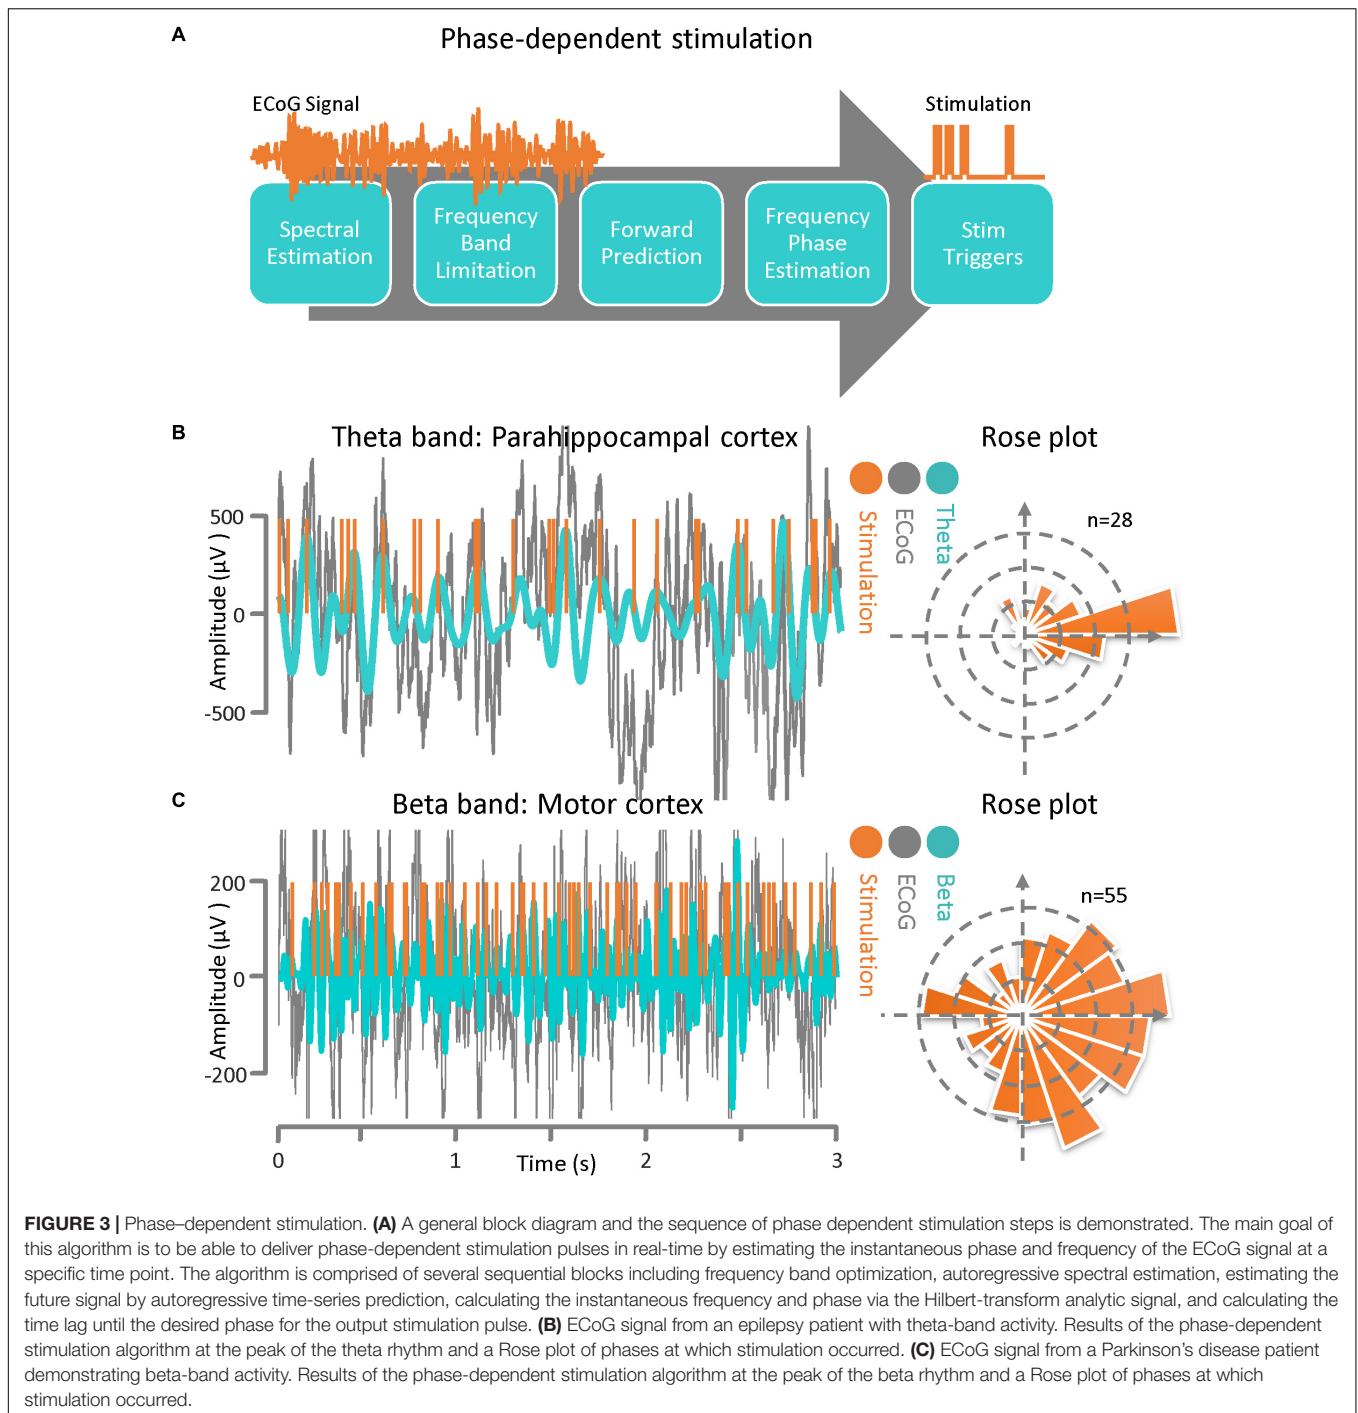 A
Phase-dependent stimulation
ECoG Signal
Stimulation
Spectral
Estimation
Frequency
Band
Limitation
Forward
Prediction
Frequency
Phase
Estimation
Stim
Triggers
B
Theta band: Parahippocampal cortex
Rose plot
Amplitude (µV )
500
0
-500
Stimulation
ECoG
Theta
n=28
C
Beta band: Motor cortex
Rose plot
Amplitude (µV )
200
0
-200
Stimulation
ECoG
Beta
n=55
0
1
2
3
Time (s)
FIGURE 3 | Phase–dependent stimulation. (A) A general block diagram and the sequence of phase dependent stimulation steps is demonstrated. The main goal of
this algorithm is to be able to deliver phase-dependent stimulation pulses in real-time by estimating the instantaneous phase and frequency of the ECoG signal at a
specific time point. The algorithm is comprised of several sequential blocks including frequency band optimization, autoregressive spectral estimation, estimating the
future signal by autoregressive time-series prediction, calculating the instantaneous frequency and phase via the Hilbert-transform analytic signal, and calculating the
time lag until the desired phase for the output stimulation pulse. (B) ECoG signal from an epilepsy patient with theta-band activity. Results of the phase-dependent
stimulation algorithm at the peak of the theta rhythm and a Rose plot of phases at which stimulation occurred. (C) ECoG signal from a Parkinson's disease patient
demonstrating beta-band activity. Results of the phase-dependent stimulation algorithm at the peak of the beta rhythm and a Rose plot of phases at which
stimulation occurred.